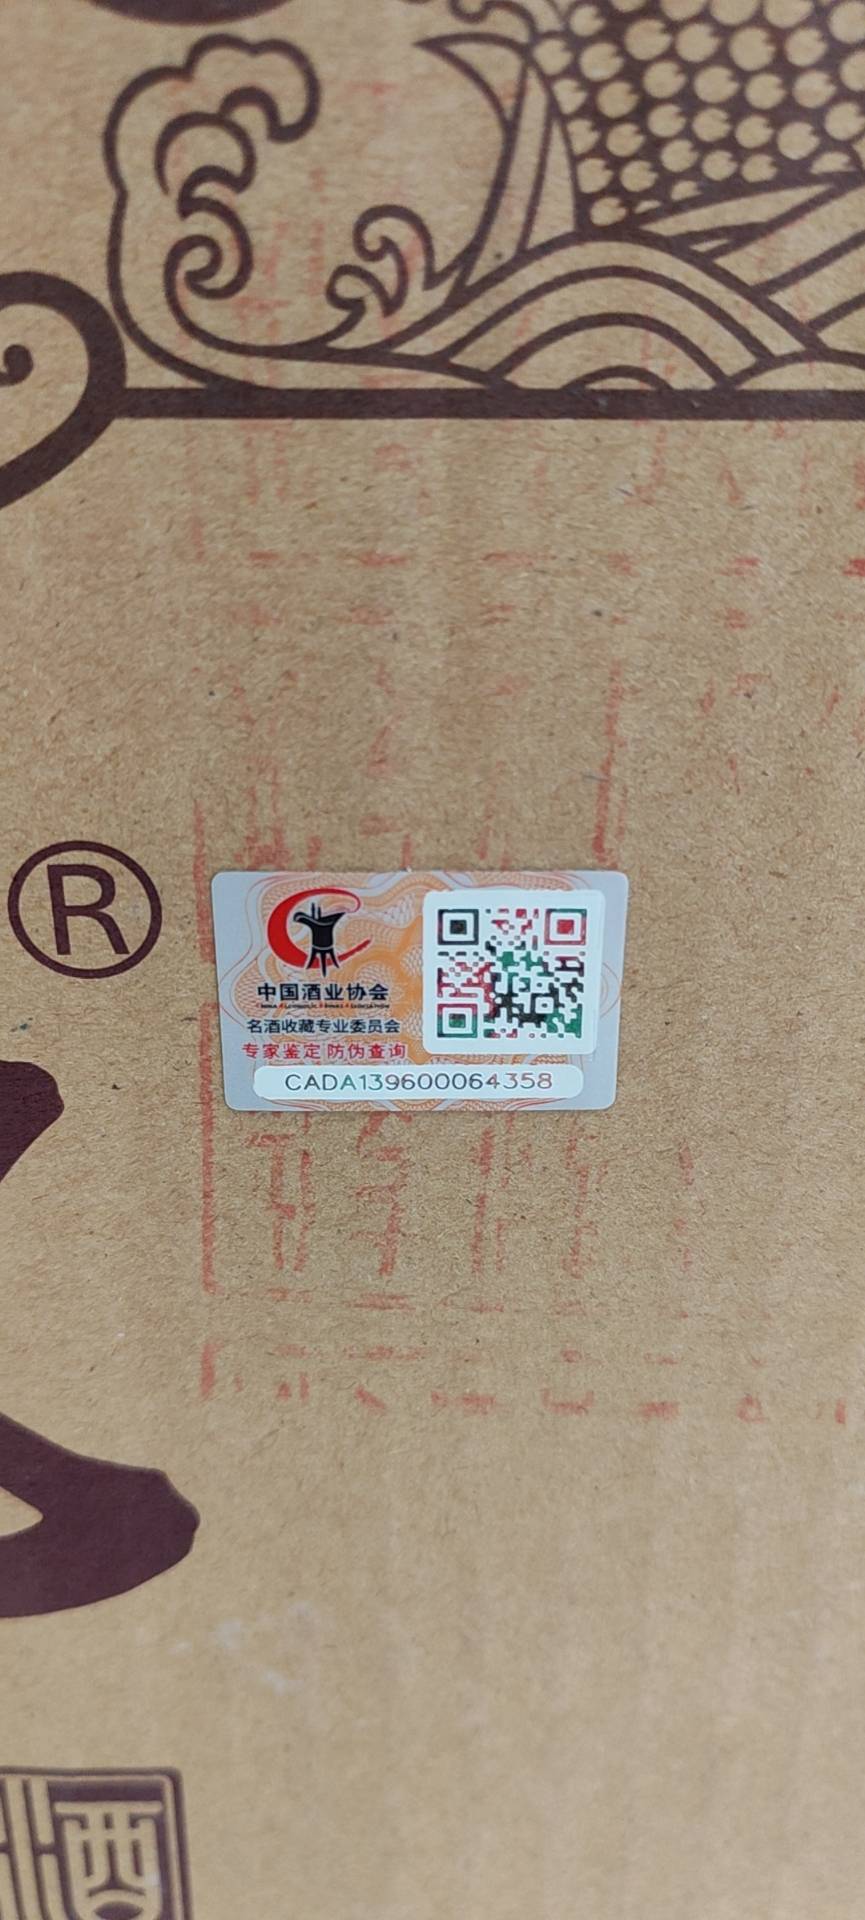 ®
中国酒业协会
名酒收藏专业委员会
专家鉴定 防伪查询
CADA139600064358
酒